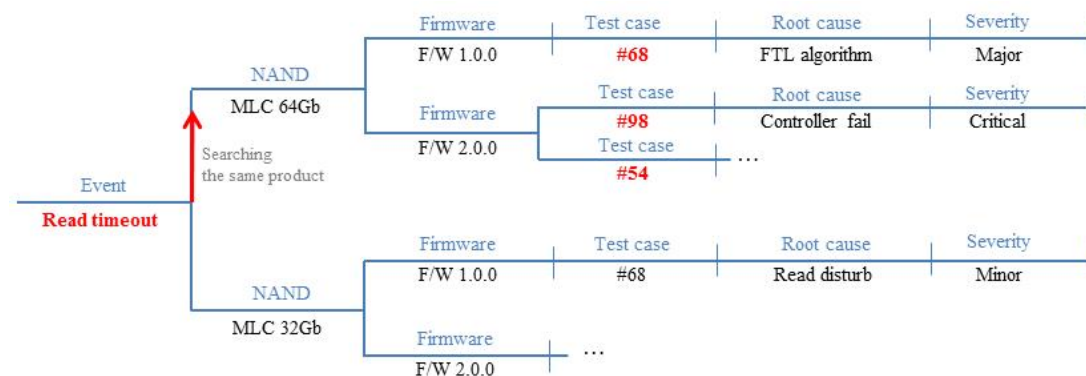 Firmware
Test case
Root cause
Severity
F/W 1.0.0
#68
FTL algorithm
Major
NAND
MLC 64Gb
Test case
Root cause
Severity
Firmware
#98
Controller fail
Critical
F/W 2.0.0
Test case
...
#54
Searching
the same product
Event
Read timeout
Firmware
Test case
Root cause
Severity
F/W 1.0.0
#68
Read disturb
Minor
NAND
MLC 32Gb
Firmware
...
F/W 2.0.0